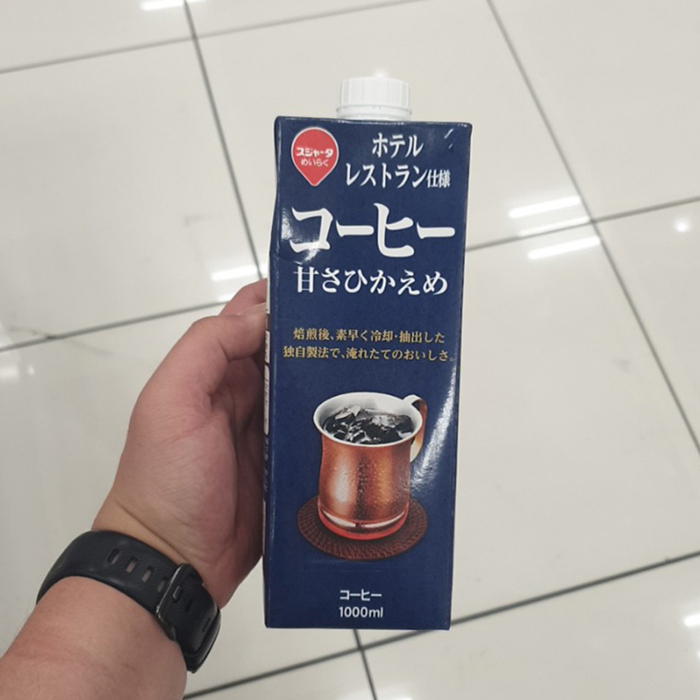 スジャータ
めいらく
ホテル
レストラン仕様
コーヒー
甘さひかえめ
焙煎後、素早く冷却・抽出した
独自製法で、淹れたてのおいしさ。
コーヒー
1000ml